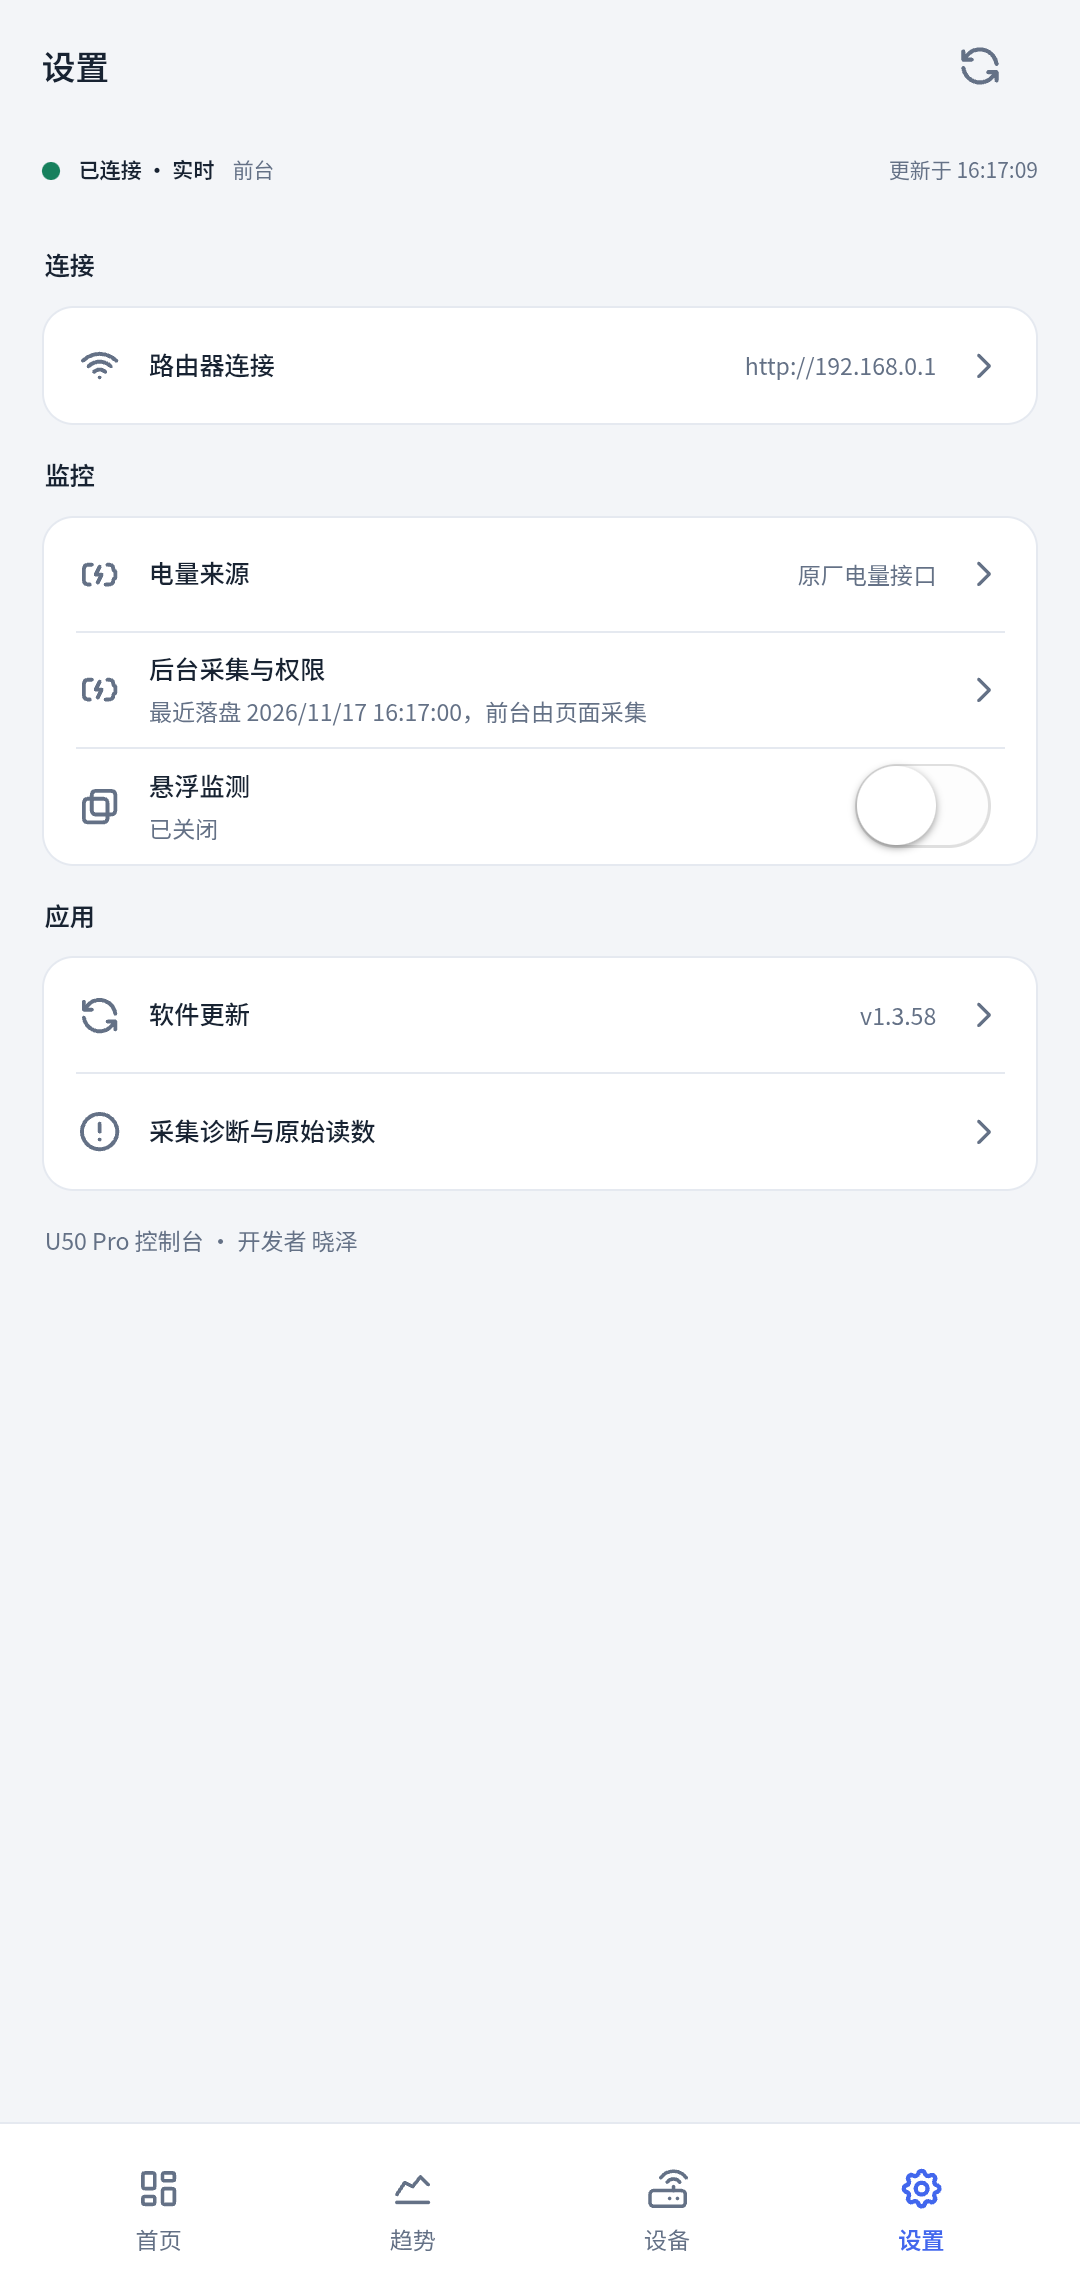 设置
已连接 · 实时 前台 更新于 16:17:09
连接
路由器连接 http://192.168.0.1
监控
电量来源 原厂电量接口
后台采集与权限
最近落盘 2026/11/17 16:17:00，前台由页面采集
悬浮监测
已关闭
应用
软件更新 v1.3.58
采集诊断与原始读数
U50 Pro 控制台 · 开发者 晓泽
首页 趋势 设备 设置